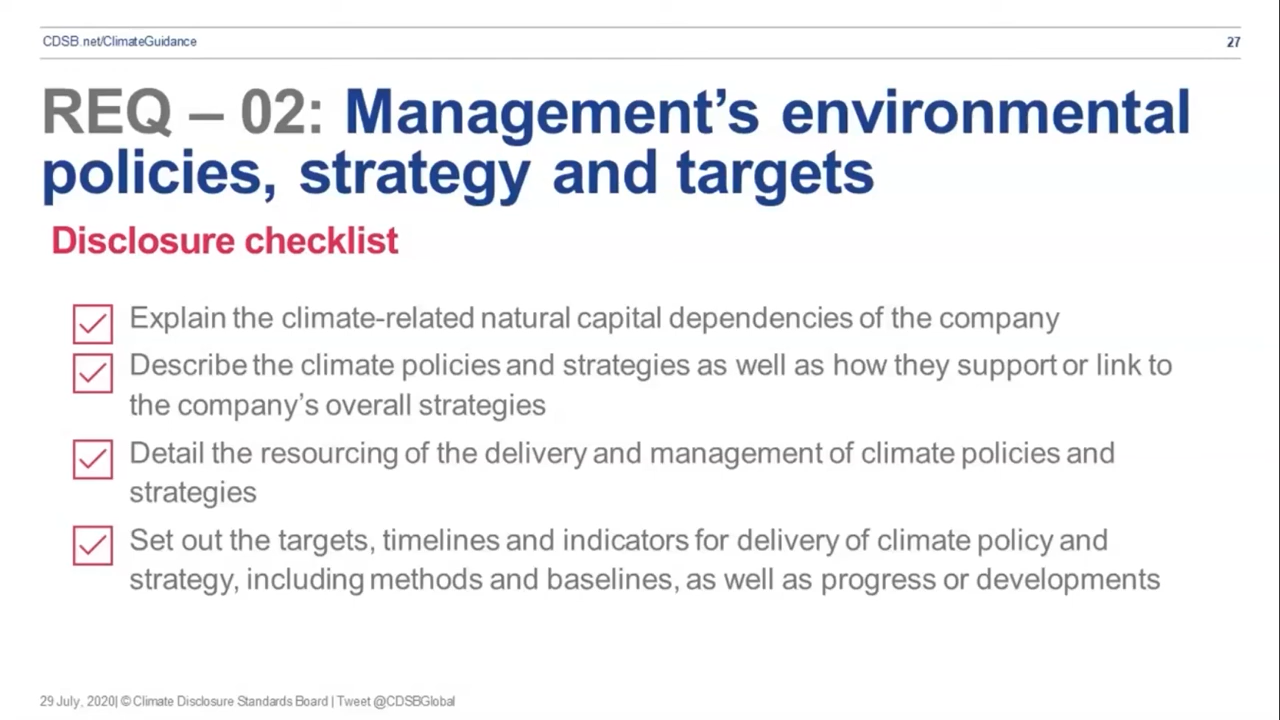 CDSB.net/ClimateGuidance
27
REQ – 02: Management’s environmental
policies, strategy and targets
Disclosure checklist
Explain the climate-related natural capital dependencies of the company
Describe the climate policies and strategies as well as how they support or link to
the company’s overall strategies
Detail the resourcing of the delivery and management of climate policies and
strategies
Set out the targets, timelines and indicators for delivery of climate policy and
strategy, including methods and baselines, as well as progress or developments
29 July, 2020| © Climate Disclosure Standards Board | Tweet @CDSBGlobal